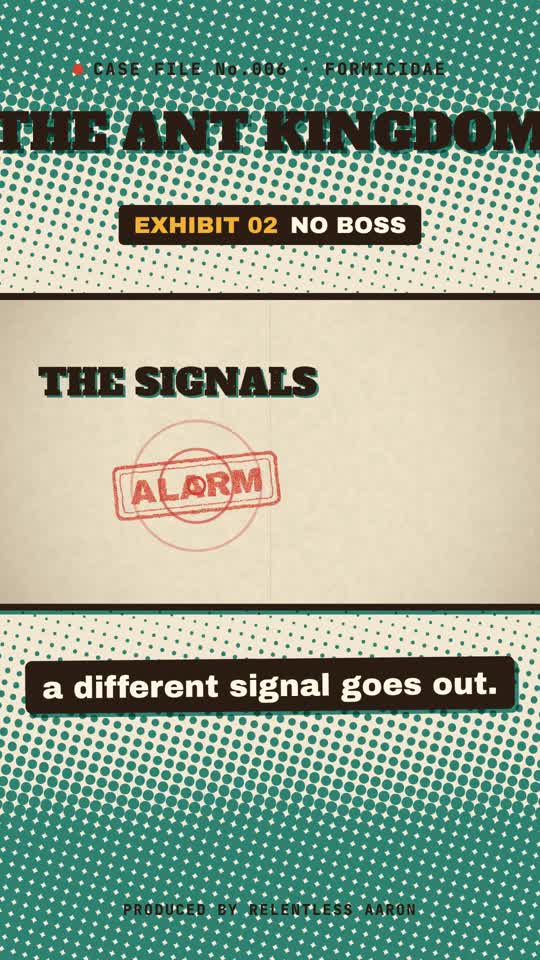 CASE FILE No.006 · FORMICIDAE
THE ANT KINGDOM
EXHIBIT 02 NO BOSS
THE SIGNALS
ALARM
a different signal goes out.
PRODUCED BY RELENTLESS AARON